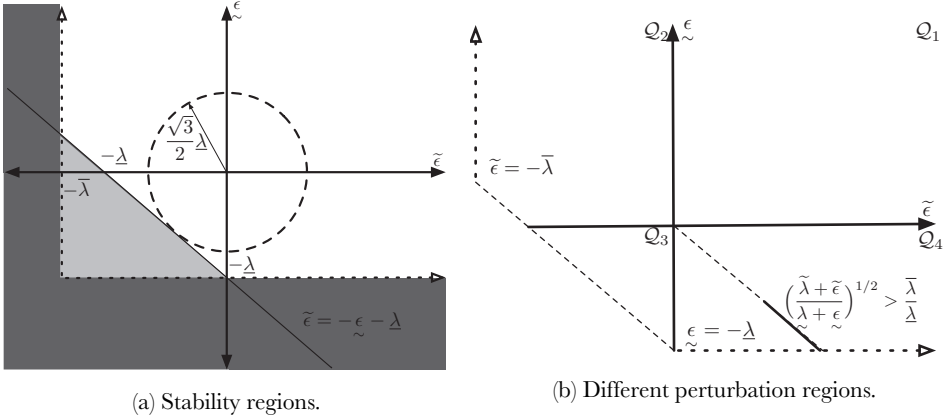 ϵ̰
√3/2 λ̲
−λ̲
ϵ̃
−λ̄
−λ̲
ϵ̃ = −ϵ̰ − λ̲
(a) Stability regions.
𝒬₂ ϵ̰ 𝒬₁
ϵ̃ = −λ̄
ϵ̃
𝒬₃ 𝒬₄
((λ̃ + ϵ̃)/(λ̰ + ϵ̰))^1/2 > λ̄/λ̲
ϵ̰ = −λ̲
(b) Different perturbation regions.